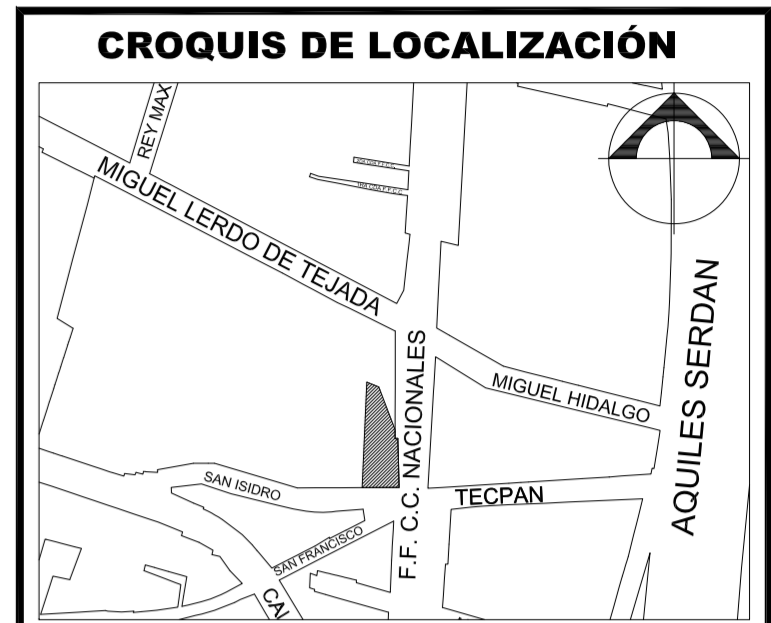 CROQUIS DE LOCALIZACIÓN
REY MAX
MIGUEL LERDO DE TEJADA
AQUILES SERDAN
F.F. C.C. NACIONALES
MIGUEL HIDALGO
SAN ISIDRO
TECPAN
SAN FRANCISCO
CAL